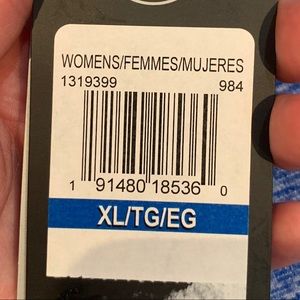 WOMENS/FEMMES/MUJERES
1319399 984
1 91480 18536 0
XL/TG/EG